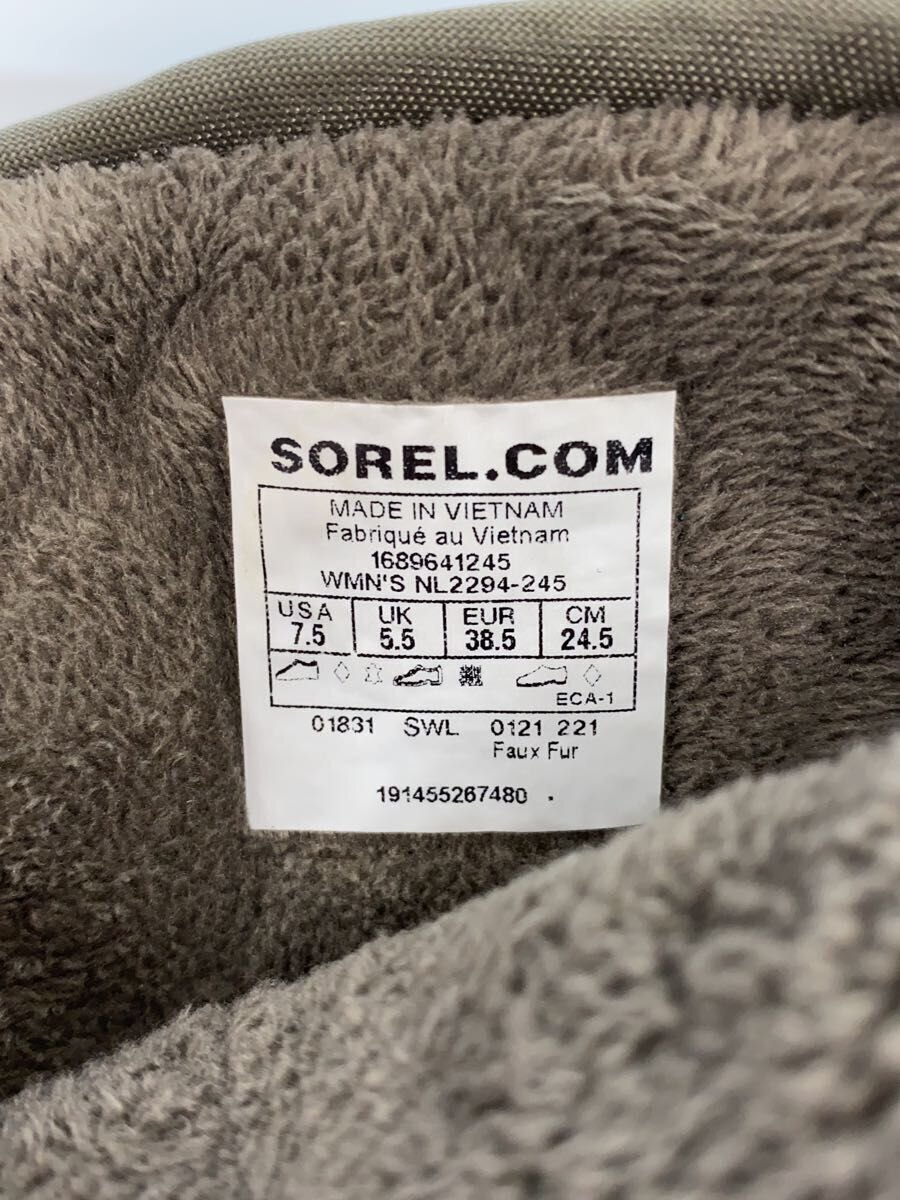 SOREL.COM
MADE IN VIETNAM
Fabriqué au Vietnam
1689641245
WMN'S NL2294-245
USA UK EUR CM
7.5 5.5 38.5 24.5
ECA-1
01831 SWL 0121 221
Faux Fur
191455267480